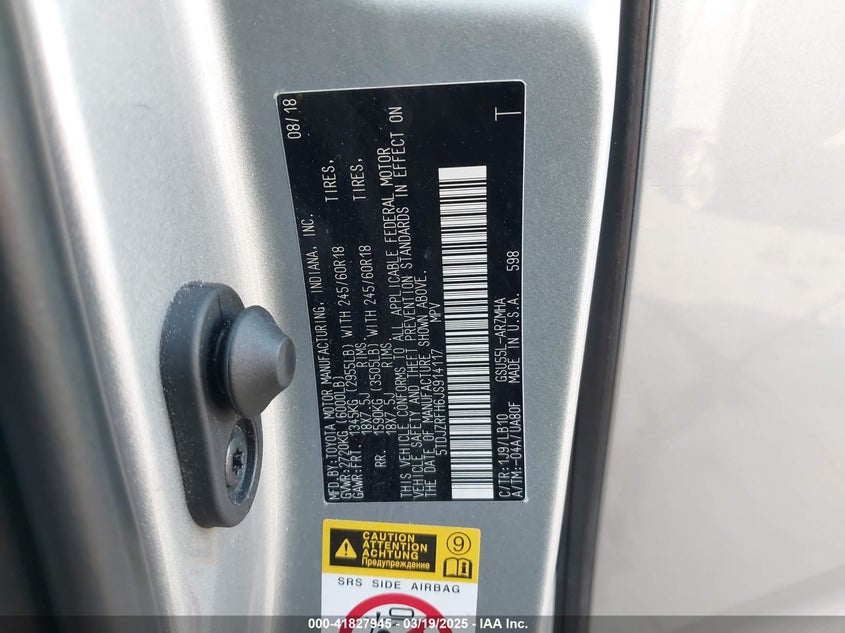 08/18
MFD.BY:TOYOTA MOTOR MANUFACTURING, INDIANA, INC.
GVWR:2720KG (6000LB)
GAWR:FRT. 1345KG (2955LB) WITH 245/60R18 TIRES,
18X7.5J RIMS,
RR. 1590KG (3505LB) WITH 245/60R18 TIRES,
18X7.5J RIMS
THIS VEHICLE CONFORMS TO ALL APPLICABLE FEDERAL MOTOR
VEHICLE SAFETY AND THEFT PREVENTION STANDARDS IN EFFECT ON
THE DATE OF MANUFACTURE SHOWN ABOVE.
5TDJZRFH6JS914117 MPV
C/TR:1J9/LB10 GSU55L-ARZMHA
A/TM:-04A/UA80F MADE IN U.S.A. 598
T
CAUTION
ATTENTION
ACHTUNG
Предупреждение
9
SRS SIDE AIRBAG
000-41827945 - 03/19/2025 - IAA Inc.